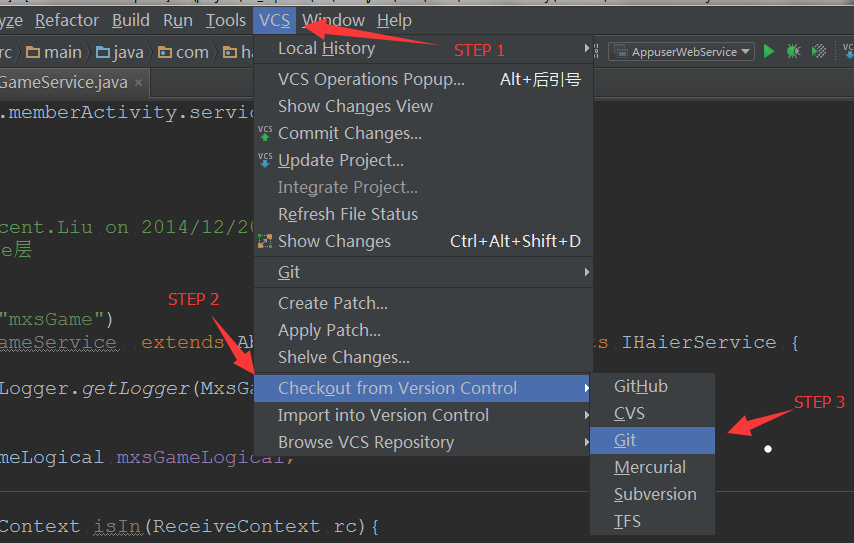 yze Refactor Build Run Tools VCS Window Help
STEP 1
rc main java com ha
AppuserWebService
GameService.java
Local History
VCS Operations Popup... Alt+后引号
Show Changes View
Commit Changes...
Update Project...
Integrate Project...
Refresh File Status
Show Changes Ctrl+Alt+Shift+D
Git
Create Patch...
Apply Patch...
Shelve Changes...
Checkout from Version Control
Import into Version Control
Browse VCS Repository
STEP 2
GitHub
CVS
Git
Mercurial
Subversion
TFS
STEP 3
.memberActivity.servic
cent.Liu on 2014/12/20
e层
"mxsGame")
ameService extends Ab s IHaierService {
Logger.getLogger(MxsGa
meLogical mxsGameLogical;
Context isIn(ReceiveContext rc){